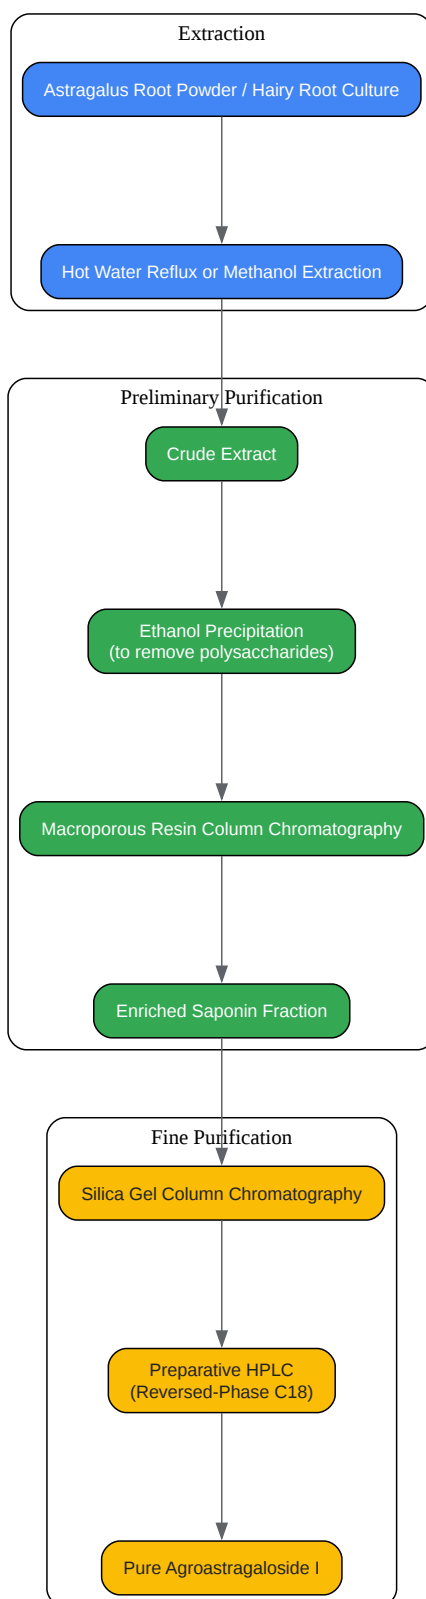 Extraction
Astragalus Root Powder / Hairy Root Culture
Hot Water Reflux or Methanol Extraction
Preliminary Purification
Crude Extract
Ethanol Precipitation
(to remove polysaccharides)
Macroporous Resin Column Chromatography
Enriched Saponin Fraction
Fine Purification
Silica Gel Column Chromatography
Preparative HPLC
(Reversed-Phase C18)
Pure Agroastragaloside I